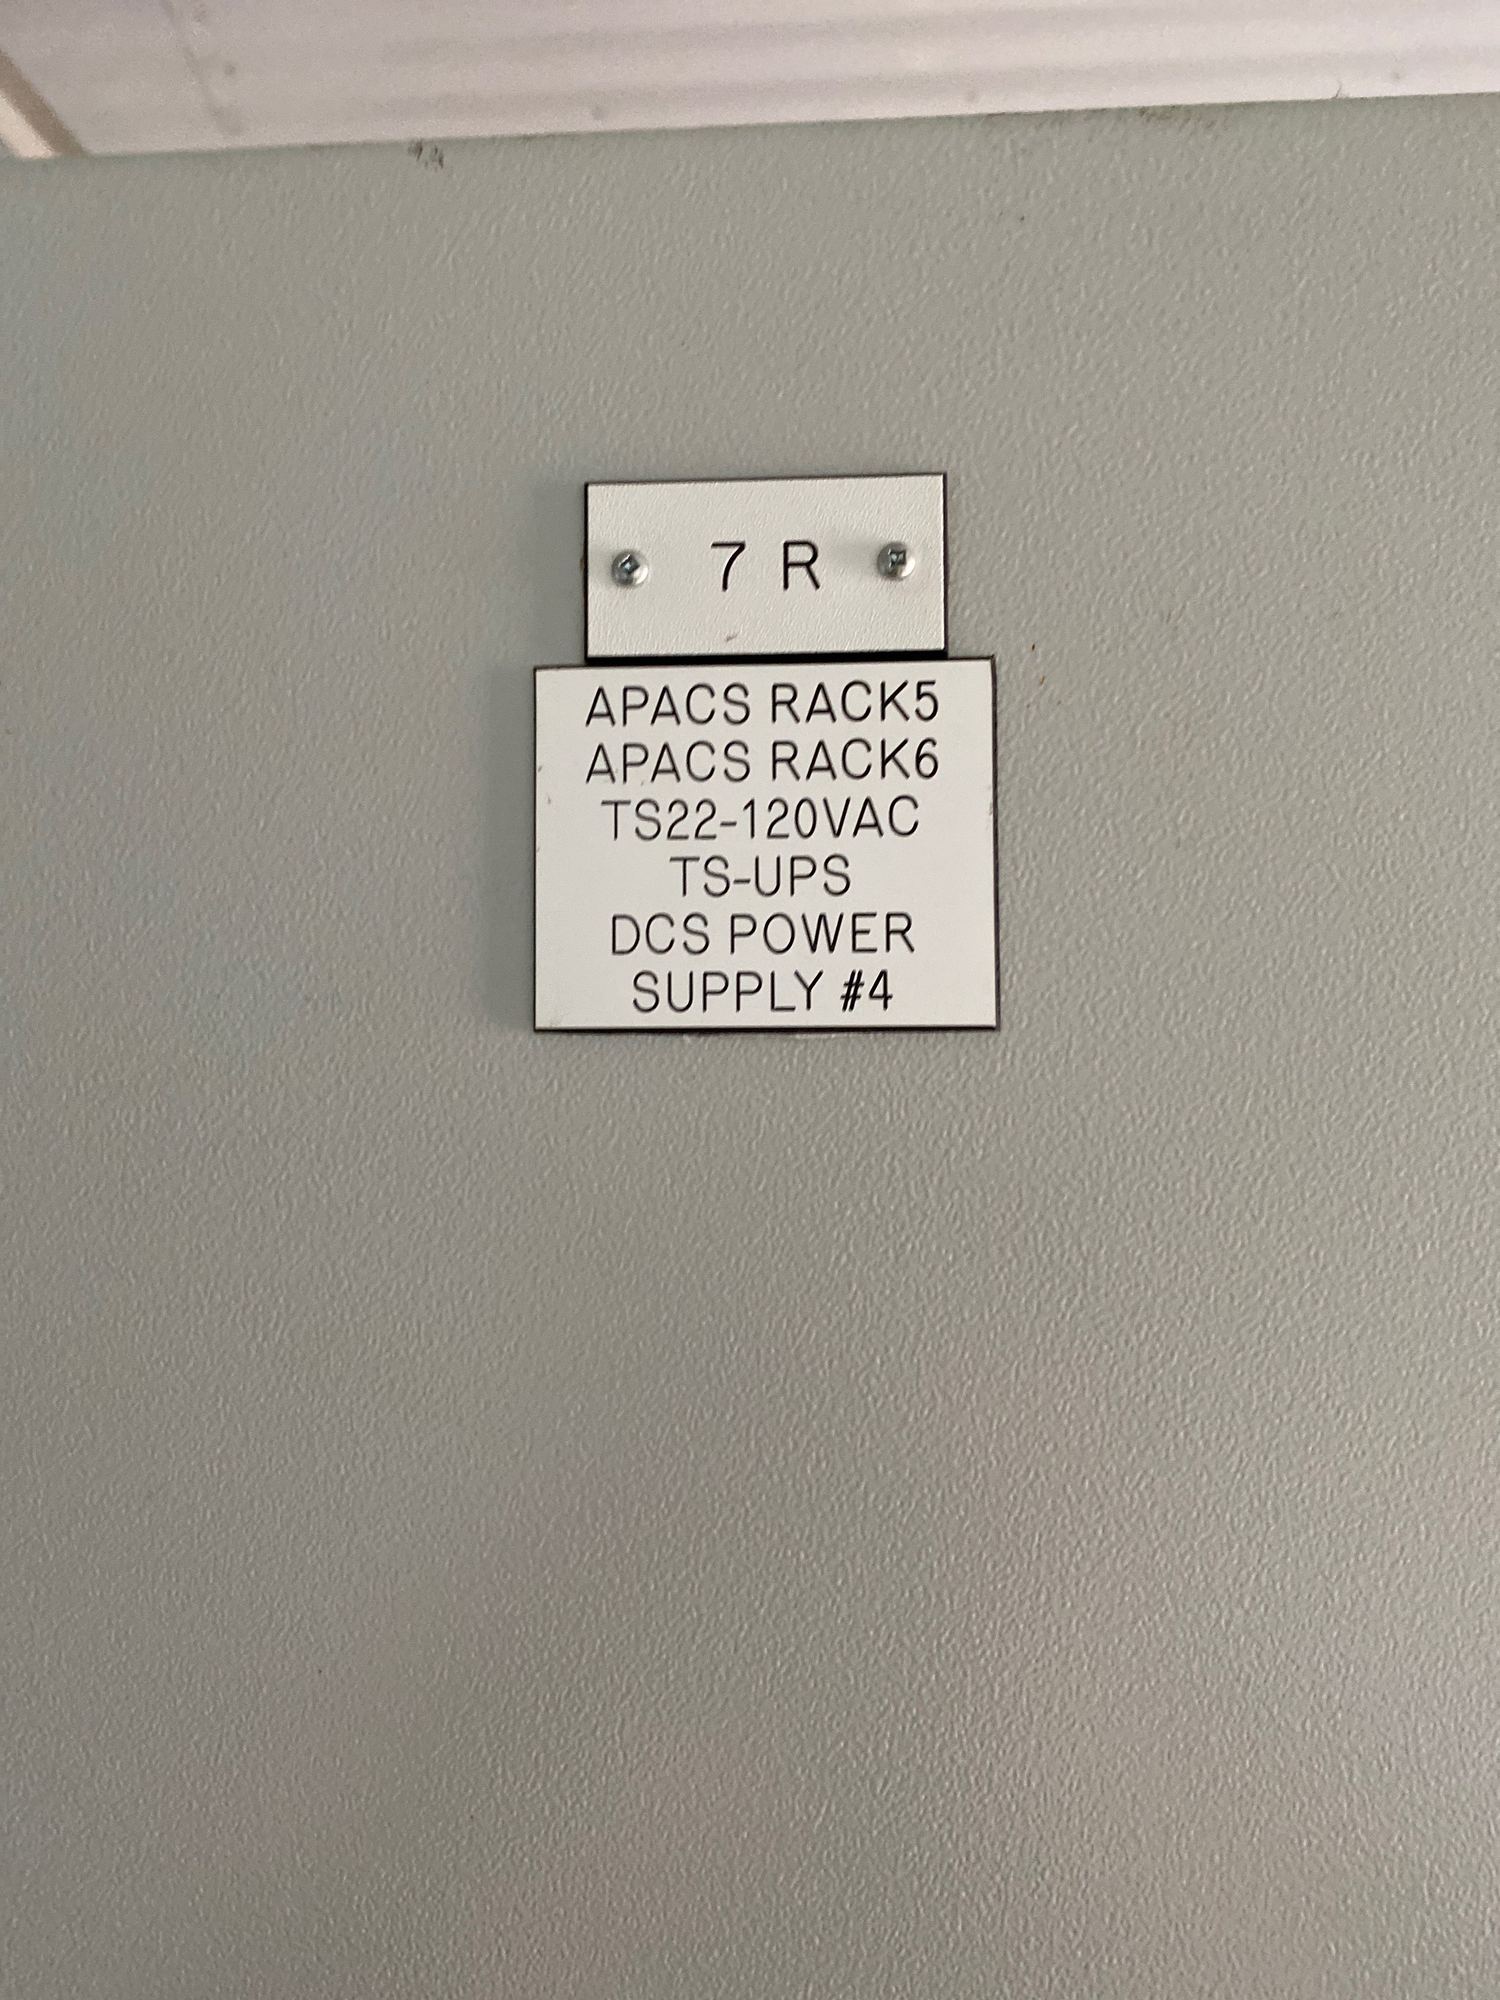 7 R
APACS RACK5
APACS RACK6
TS22-120VAC
TS-UPS
DCS POWER
SUPPLY #4